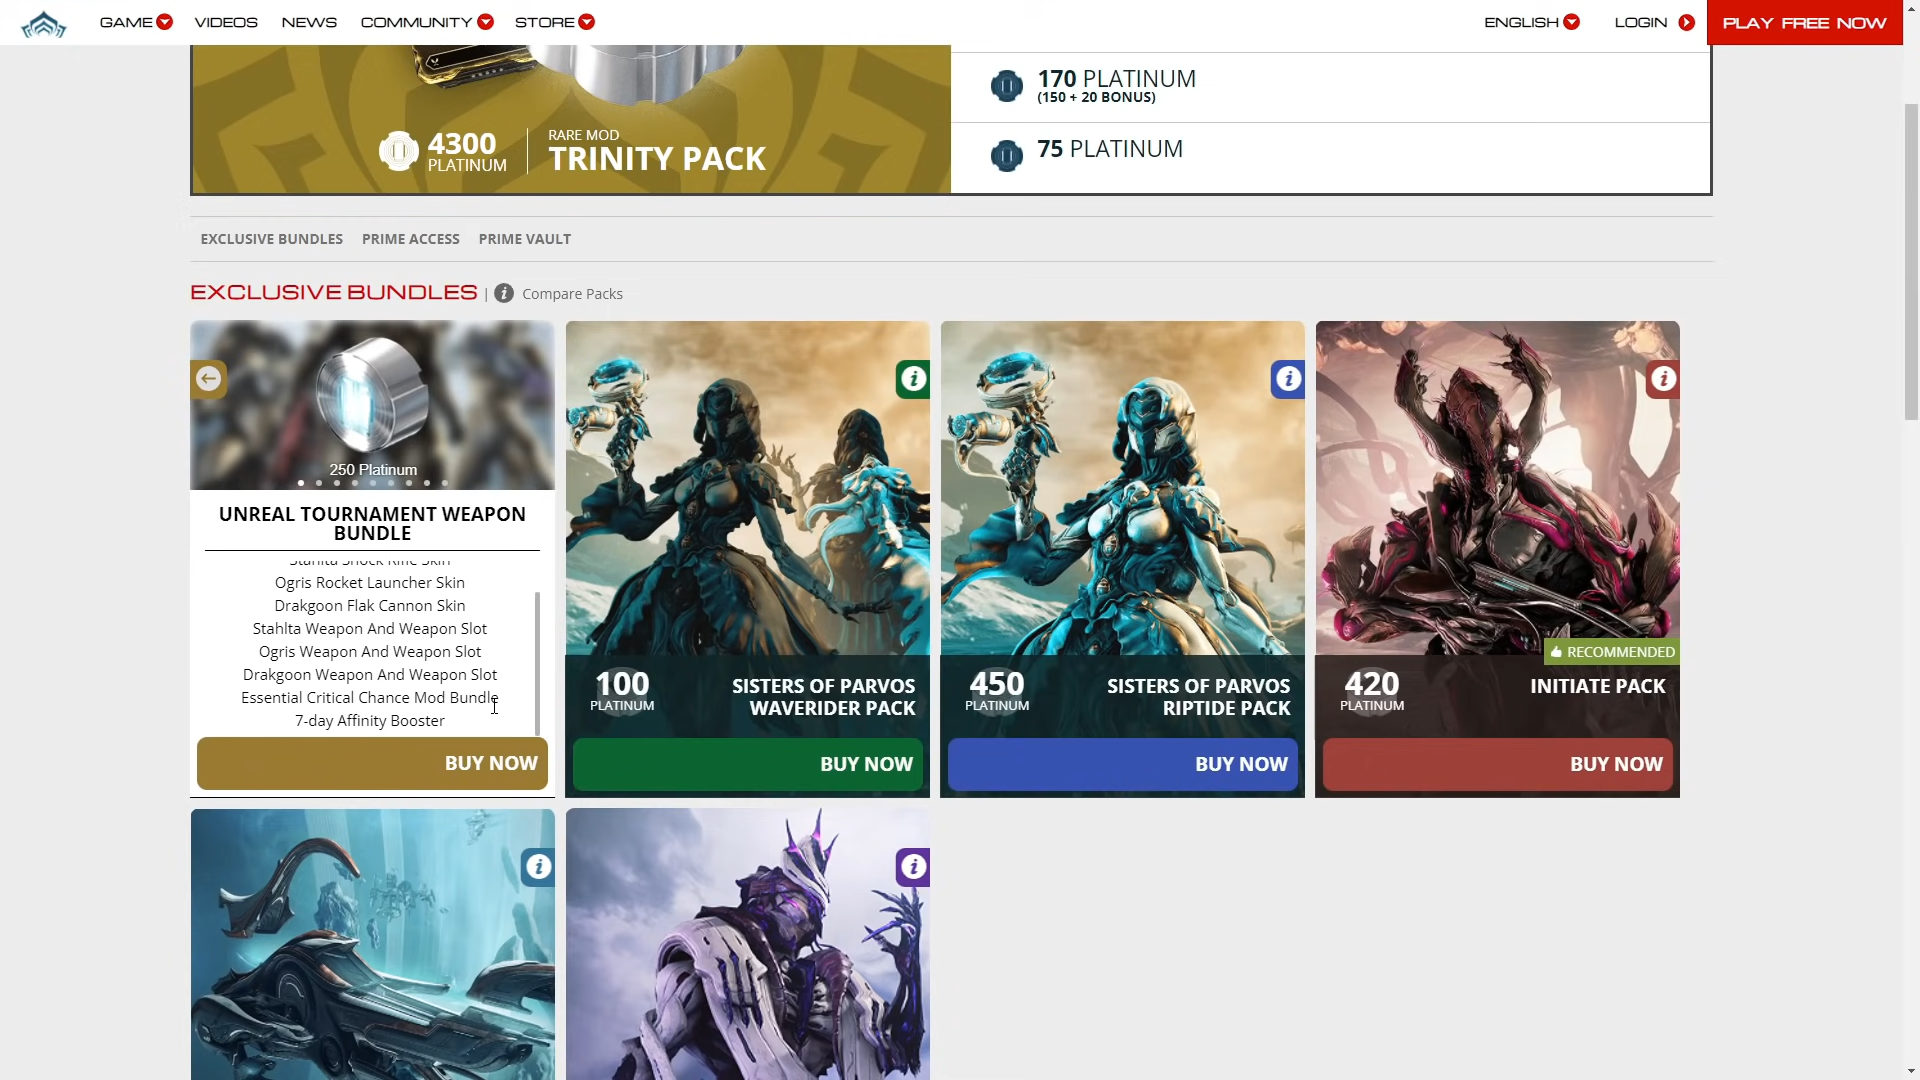 GAME VIDEOS NEWS COMMUNITY STORE ENGLISH LOGIN PLAY FREE NOW
4300
PLATINUM
RARE MOD
TRINITY PACK
170 PLATINUM
(150 + 20 BONUS)
75 PLATINUM
EXCLUSIVE BUNDLES PRIME ACCESS PRIME VAULT
EXCLUSIVE BUNDLES | i Compare Packs
250 Platinum
UNREAL TOURNAMENT WEAPON
BUNDLE
Stahlta Shock Rifle Skin
Ogris Rocket Launcher Skin
Drakgoon Flak Cannon Skin
Stahlta Weapon And Weapon Slot
Ogris Weapon And Weapon Slot
Drakgoon Weapon And Weapon Slot
Essential Critical Chance Mod Bundle
7-day Affinity Booster
BUY NOW
i
100
PLATINUM
SISTERS OF PARVOS
WAVERIDER PACK
BUY NOW
i
450
PLATINUM
SISTERS OF PARVOS
RIPTIDE PACK
BUY NOW
i
RECOMMENDED
420
PLATINUM
INITIATE PACK
BUY NOW
i
i